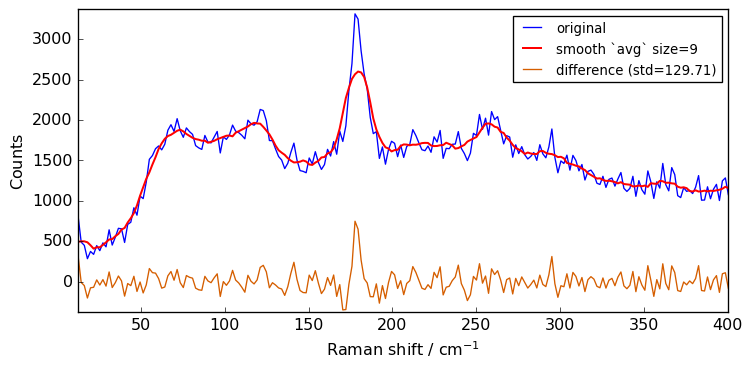 original
smooth `avg` size=9
difference (std=129.71)
3000
2500
2000
1500
1000
500
0
Counts
50 100 150 200 250 300 350 400
Raman shift / cm⁻¹